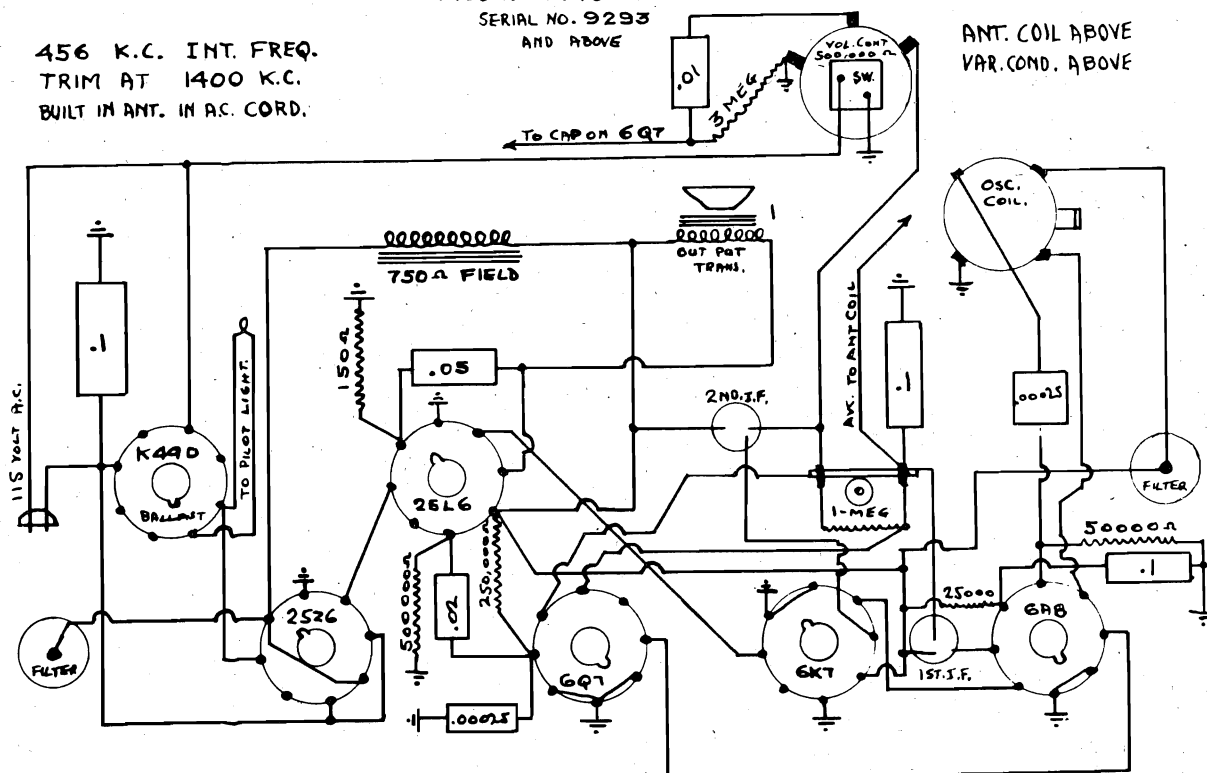 SERIAL NO. 9293
AND ABOVE
456 K.C. INT. FREQ.
TRIM AT 1400 K.C.
BUILT IN ANT. IN A.C. CORD.
ANT. COIL ABOVE
VAR. COND. ABOVE
VOL. CONT
500,000 Ω
SW.
.01
3 MEG
TO CAP ON 6Q7
OSC.
COIL.
1
OUT PUT
TRANS.
750 Ω FIELD
150 Ω
.05
.1
115 VOLT A.C.
TO PILOT LIGHT.
K49D
BALLAST
25L6
2ND. I.F.
AVC. TO ANT COIL
.1
.00025
FILTER
1-MEG
50000 Ω
.1
25000
500000 Ω
.02
250,000 Ω
25Z6
FILTER
6Q7
.00025
6K7
1ST. I.F.
6A8